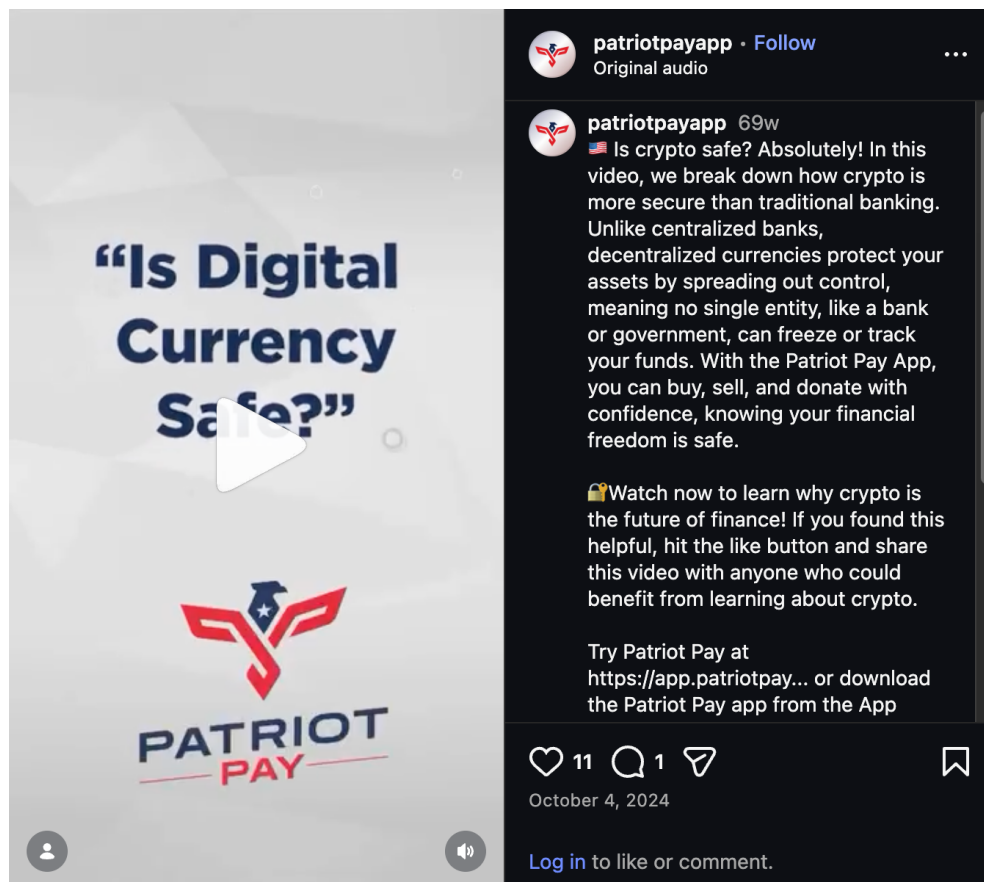 “Is Digital
Currency
Safe?”
PATRIOT
PAY
patriotpayapp • Follow
Original audio
patriotpayapp 69w
🇺🇸 Is crypto safe? Absolutely! In this
video, we break down how crypto is
more secure than traditional banking.
Unlike centralized banks,
decentralized currencies protect your
assets by spreading out control,
meaning no single entity, like a bank
or government, can freeze or track
your funds. With the Patriot Pay App,
you can buy, sell, and donate with
confidence, knowing your financial
freedom is safe.
🔐Watch now to learn why crypto is
the future of finance! If you found this
helpful, hit the like button and share
this video with anyone who could
benefit from learning about crypto.
Try Patriot Pay at
https://app.patriotpay... or download
the Patriot Pay app from the App
11 1
October 4, 2024
Log in to like or comment.